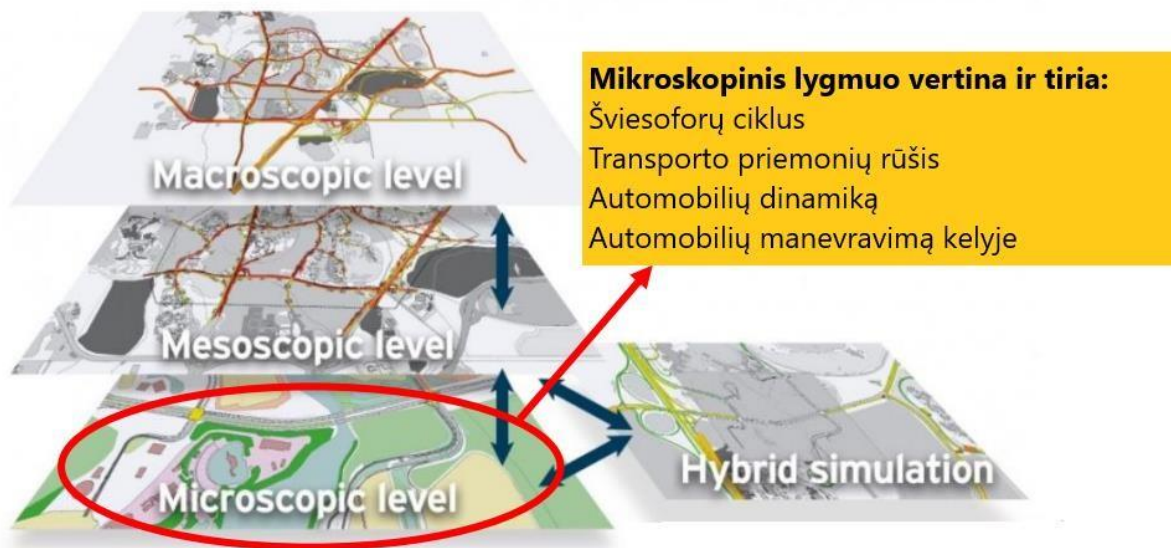 Macroscopic level
Mikroskopinis lygmuo vertina ir tiria:
Šviesoforų ciklus
Transporto priemonių rūšis
Automobilių dinamiką
Automobilių manevravimą kelyje
Mesoscopic level
Microscopic level
Hybrid simulation